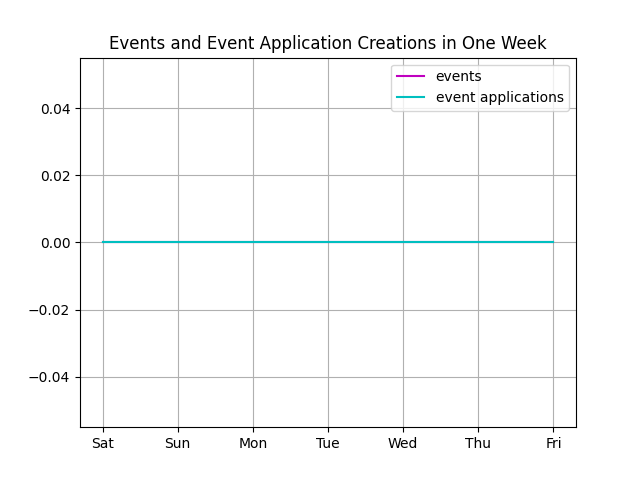 Events and Event Application Creations in One Week
events
event applications
0.04
0.02
0.00
−0.02
−0.04
Sat Sun Mon Tue Wed Thu Fri